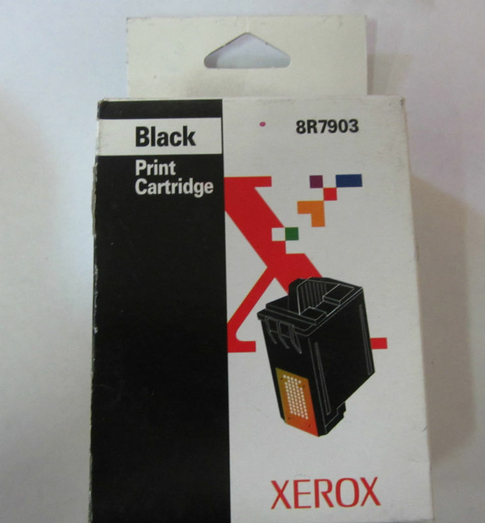 Black
8R7903
Print
Cartridge
XEROX